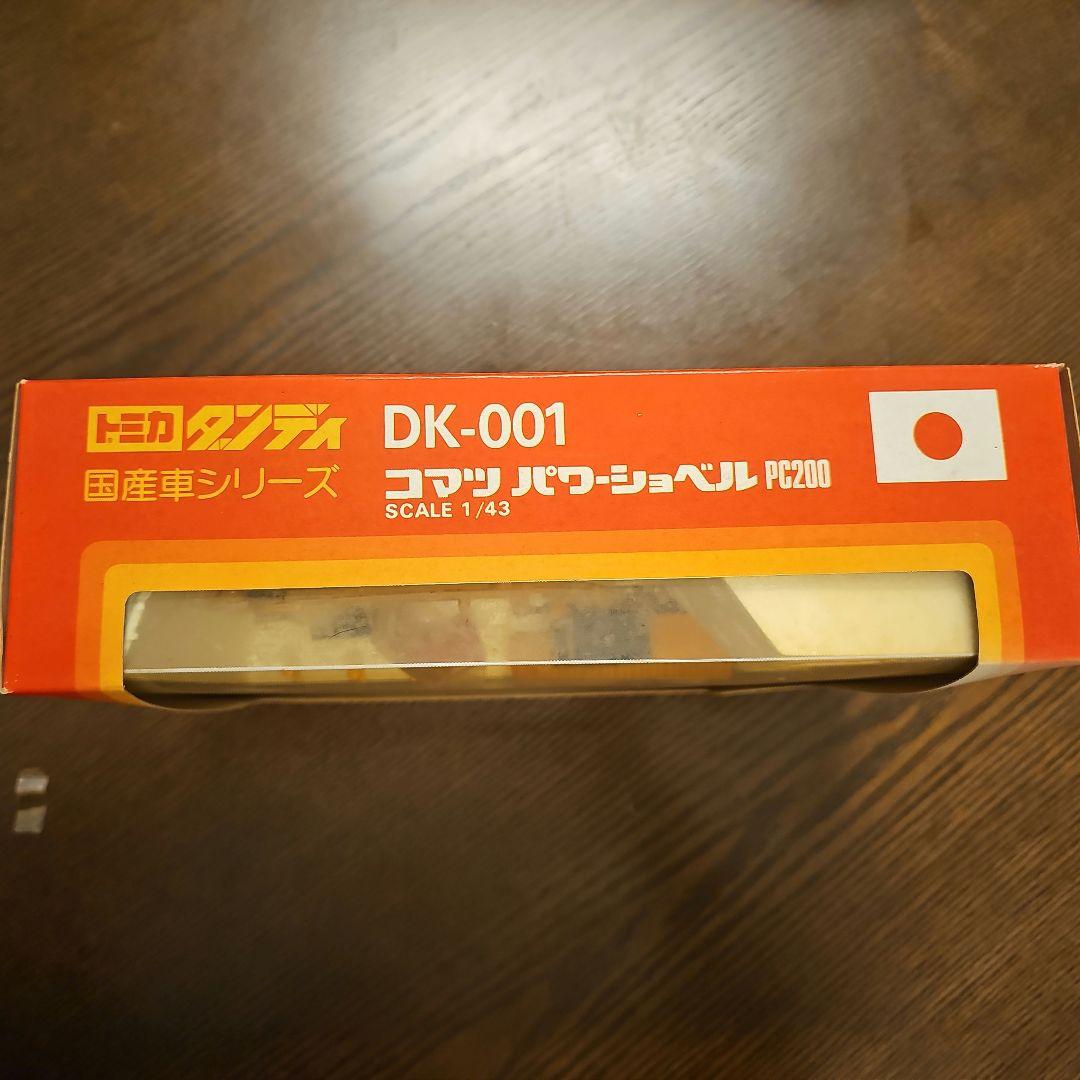 トミカ ダンディ
国産車シリーズ
DK-001
コマツ パワーショベル PC200
SCALE 1/43